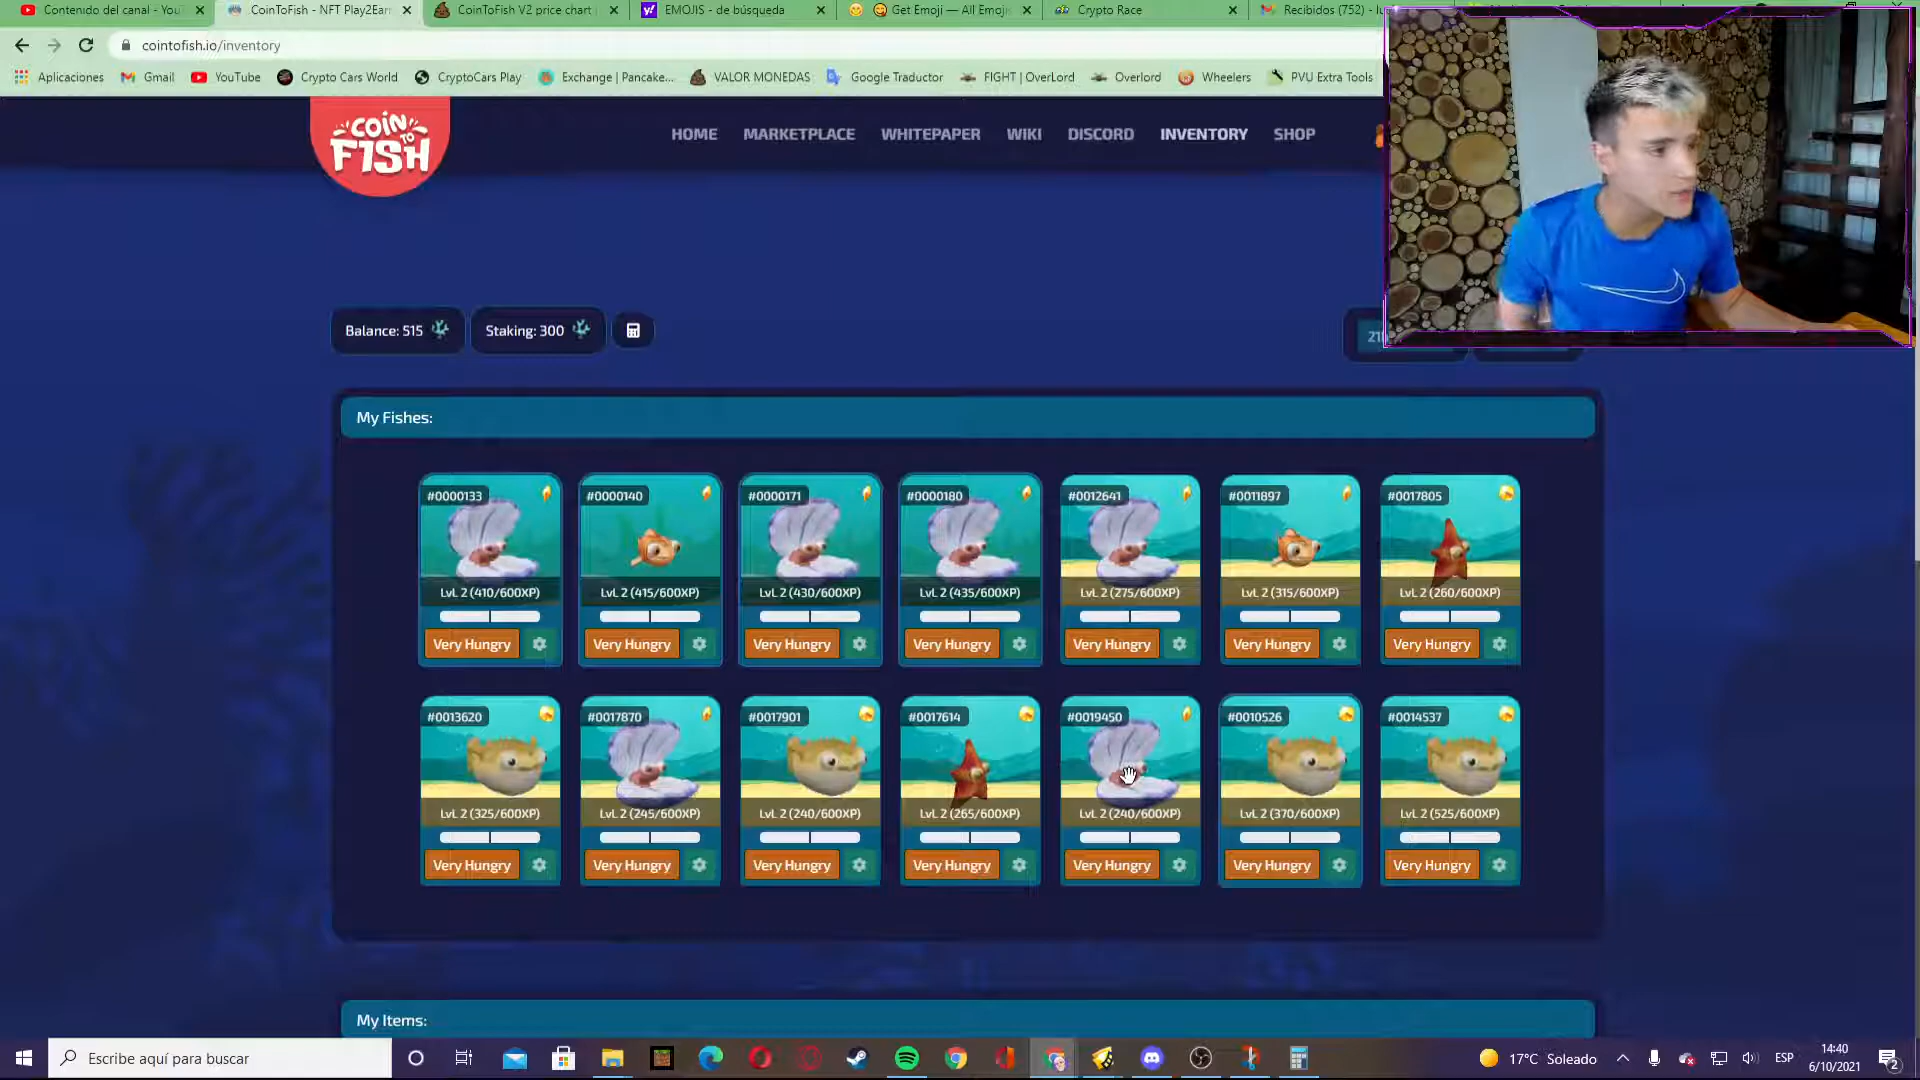 Contenido del canal - You
CoinToFish - NFT Play2Earn
CoinToFish V2 price chart
EMOJIS - de búsqueda
Get Emoji — All Emojis
Crypto Race
Recibidos (752) - lu
cointofish.io/inventory
Aplicaciones
Gmail
YouTube
Crypto Cars World
CryptoCars Play
Exchange | Pancake...
VALOR MONEDAS
Google Traductor
FIGHT | OverLord
Overlord
Wheelers
PVU Extra Tools
COIN TO FISH
HOME
MARKETPLACE
WHITEPAPER
WIKI
DISCORD
INVENTORY
SHOP
Balance: 515
Staking: 300
My Fishes:
#0000133
#0000140
#0000171
#0000180
#0012641
#0011897
#0017805
LvL 2 (410/600XP)
LvL 2 (415/600XP)
LvL 2 (430/600XP)
LvL 2 (435/600XP)
LvL 2 (275/600XP)
LvL 2 (315/600XP)
LvL 2 (260/600XP)
Very Hungry
Very Hungry
Very Hungry
Very Hungry
Very Hungry
Very Hungry
Very Hungry
#0013620
#0017870
#0017901
#0017614
#0019450
#0010526
#0014537
LvL 2 (325/600XP)
LvL 2 (245/600XP)
LvL 2 (240/600XP)
LvL 2 (265/600XP)
LvL 2 (240/600XP)
LvL 2 (370/600XP)
LvL 2 (525/600XP)
Very Hungry
Very Hungry
Very Hungry
Very Hungry
Very Hungry
Very Hungry
Very Hungry
My Items:
Escribe aquí para buscar
17°C Soleado
ESP
14:40
6/10/2021
2